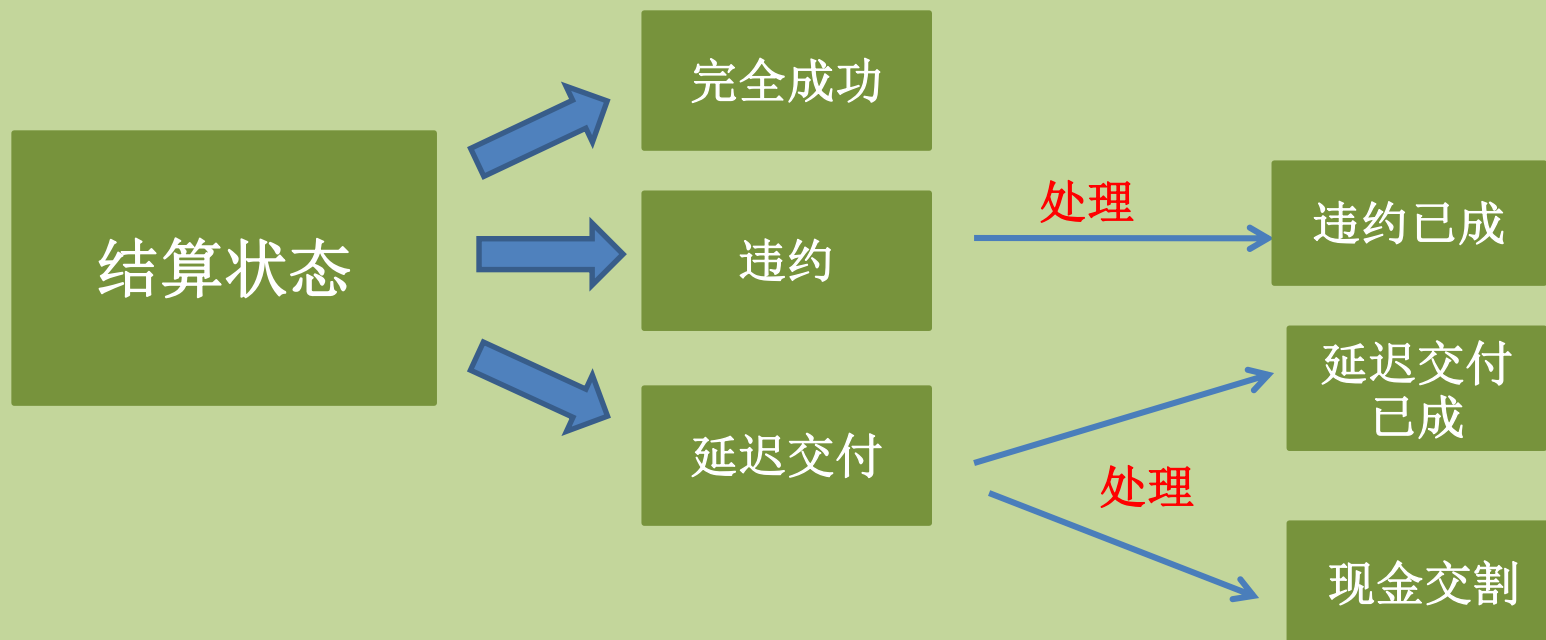 结算状态
完全成功
违约
延迟交付
处理
违约已成
处理
延迟交付
已成
现金交割